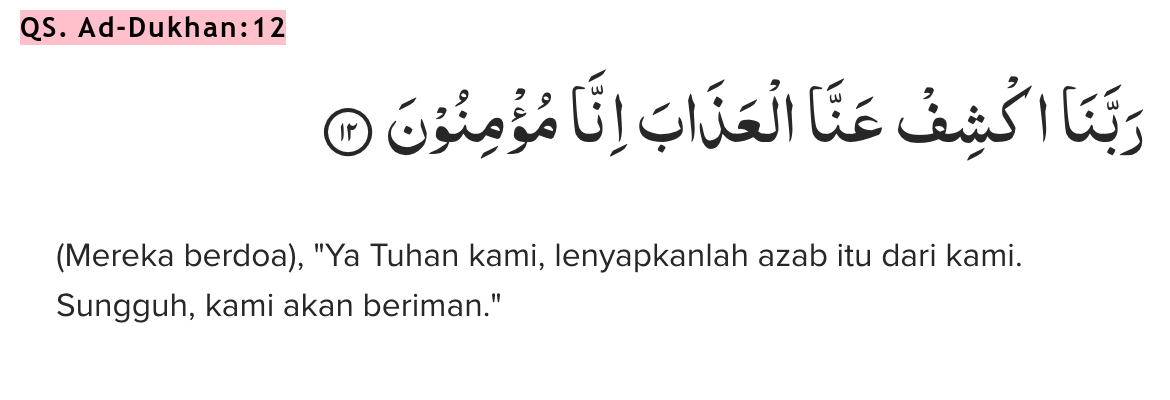 QS. Ad-Dukhan:12
رَبَّنَا اكْشِفْ عَنَّا الْعَذَابَ اِنَّا مُؤْمِنُوْنَ ١٢
(Mereka berdoa), "Ya Tuhan kami, lenyapkanlah azab itu dari kami.
Sungguh, kami akan beriman."